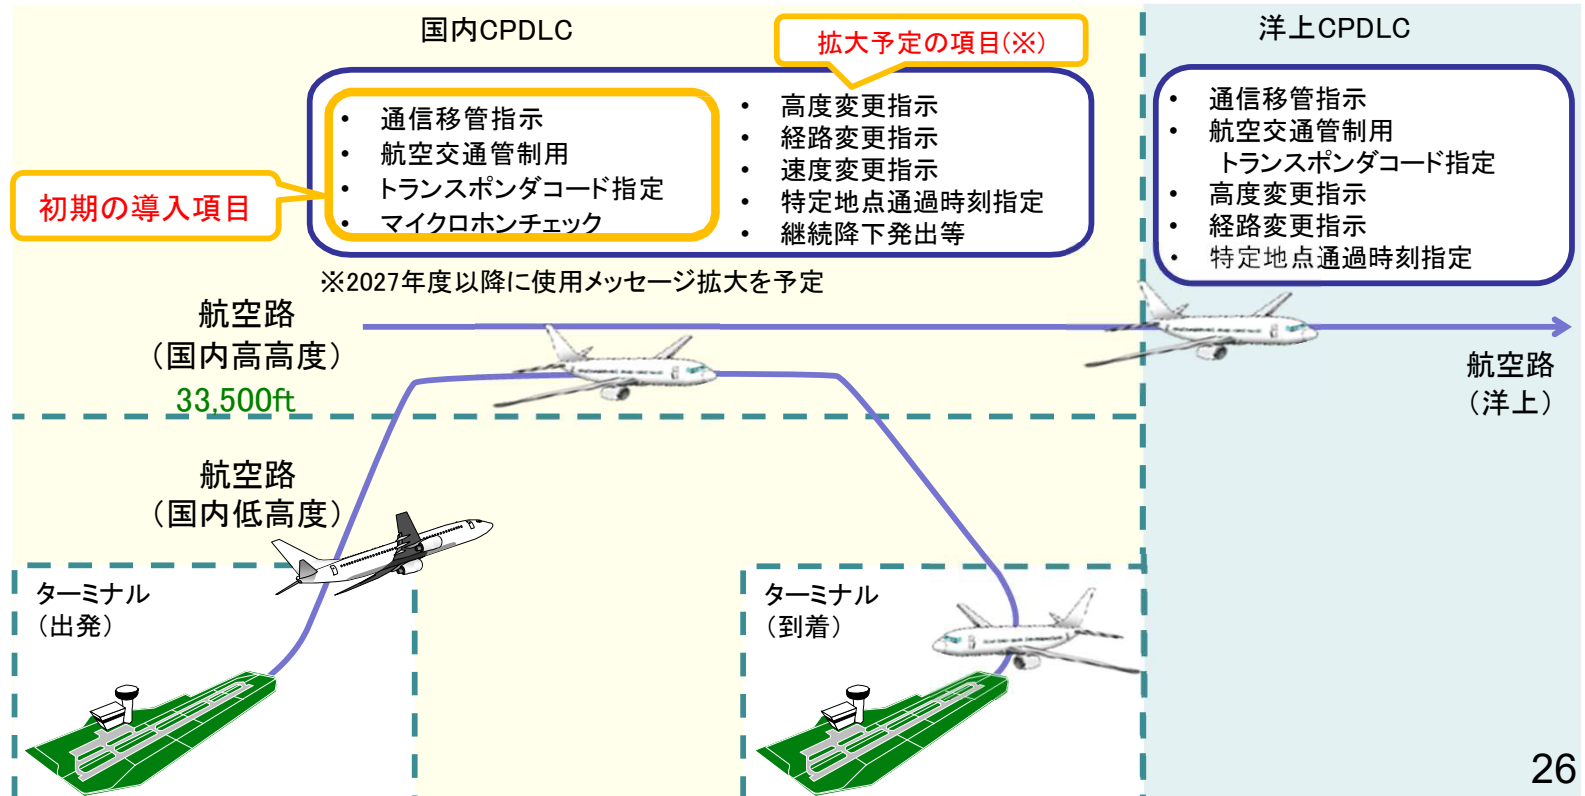 国内CPDLC
拡大予定の項目(※)
洋上CPDLC
初期の導入項目
• 通信移管指示
• 航空交通管制用
• トランスポンダコード指定
• マイクロホンチェック
• 高度変更指示
• 経路変更指示
• 速度変更指示
• 特定地点通過時刻指定
• 継続降下発出等
• 通信移管指示
• 航空交通管制用
トランスポンダコード指定
• 高度変更指示
• 経路変更指示
• 特定地点通過時刻指定
※2027年度以降に使用メッセージ拡大を予定
航空路
（国内高高度）
33,500ft
航空路
（洋上）
航空路
（国内低高度）
ターミナル
（出発）
ターミナル
（到着）
26